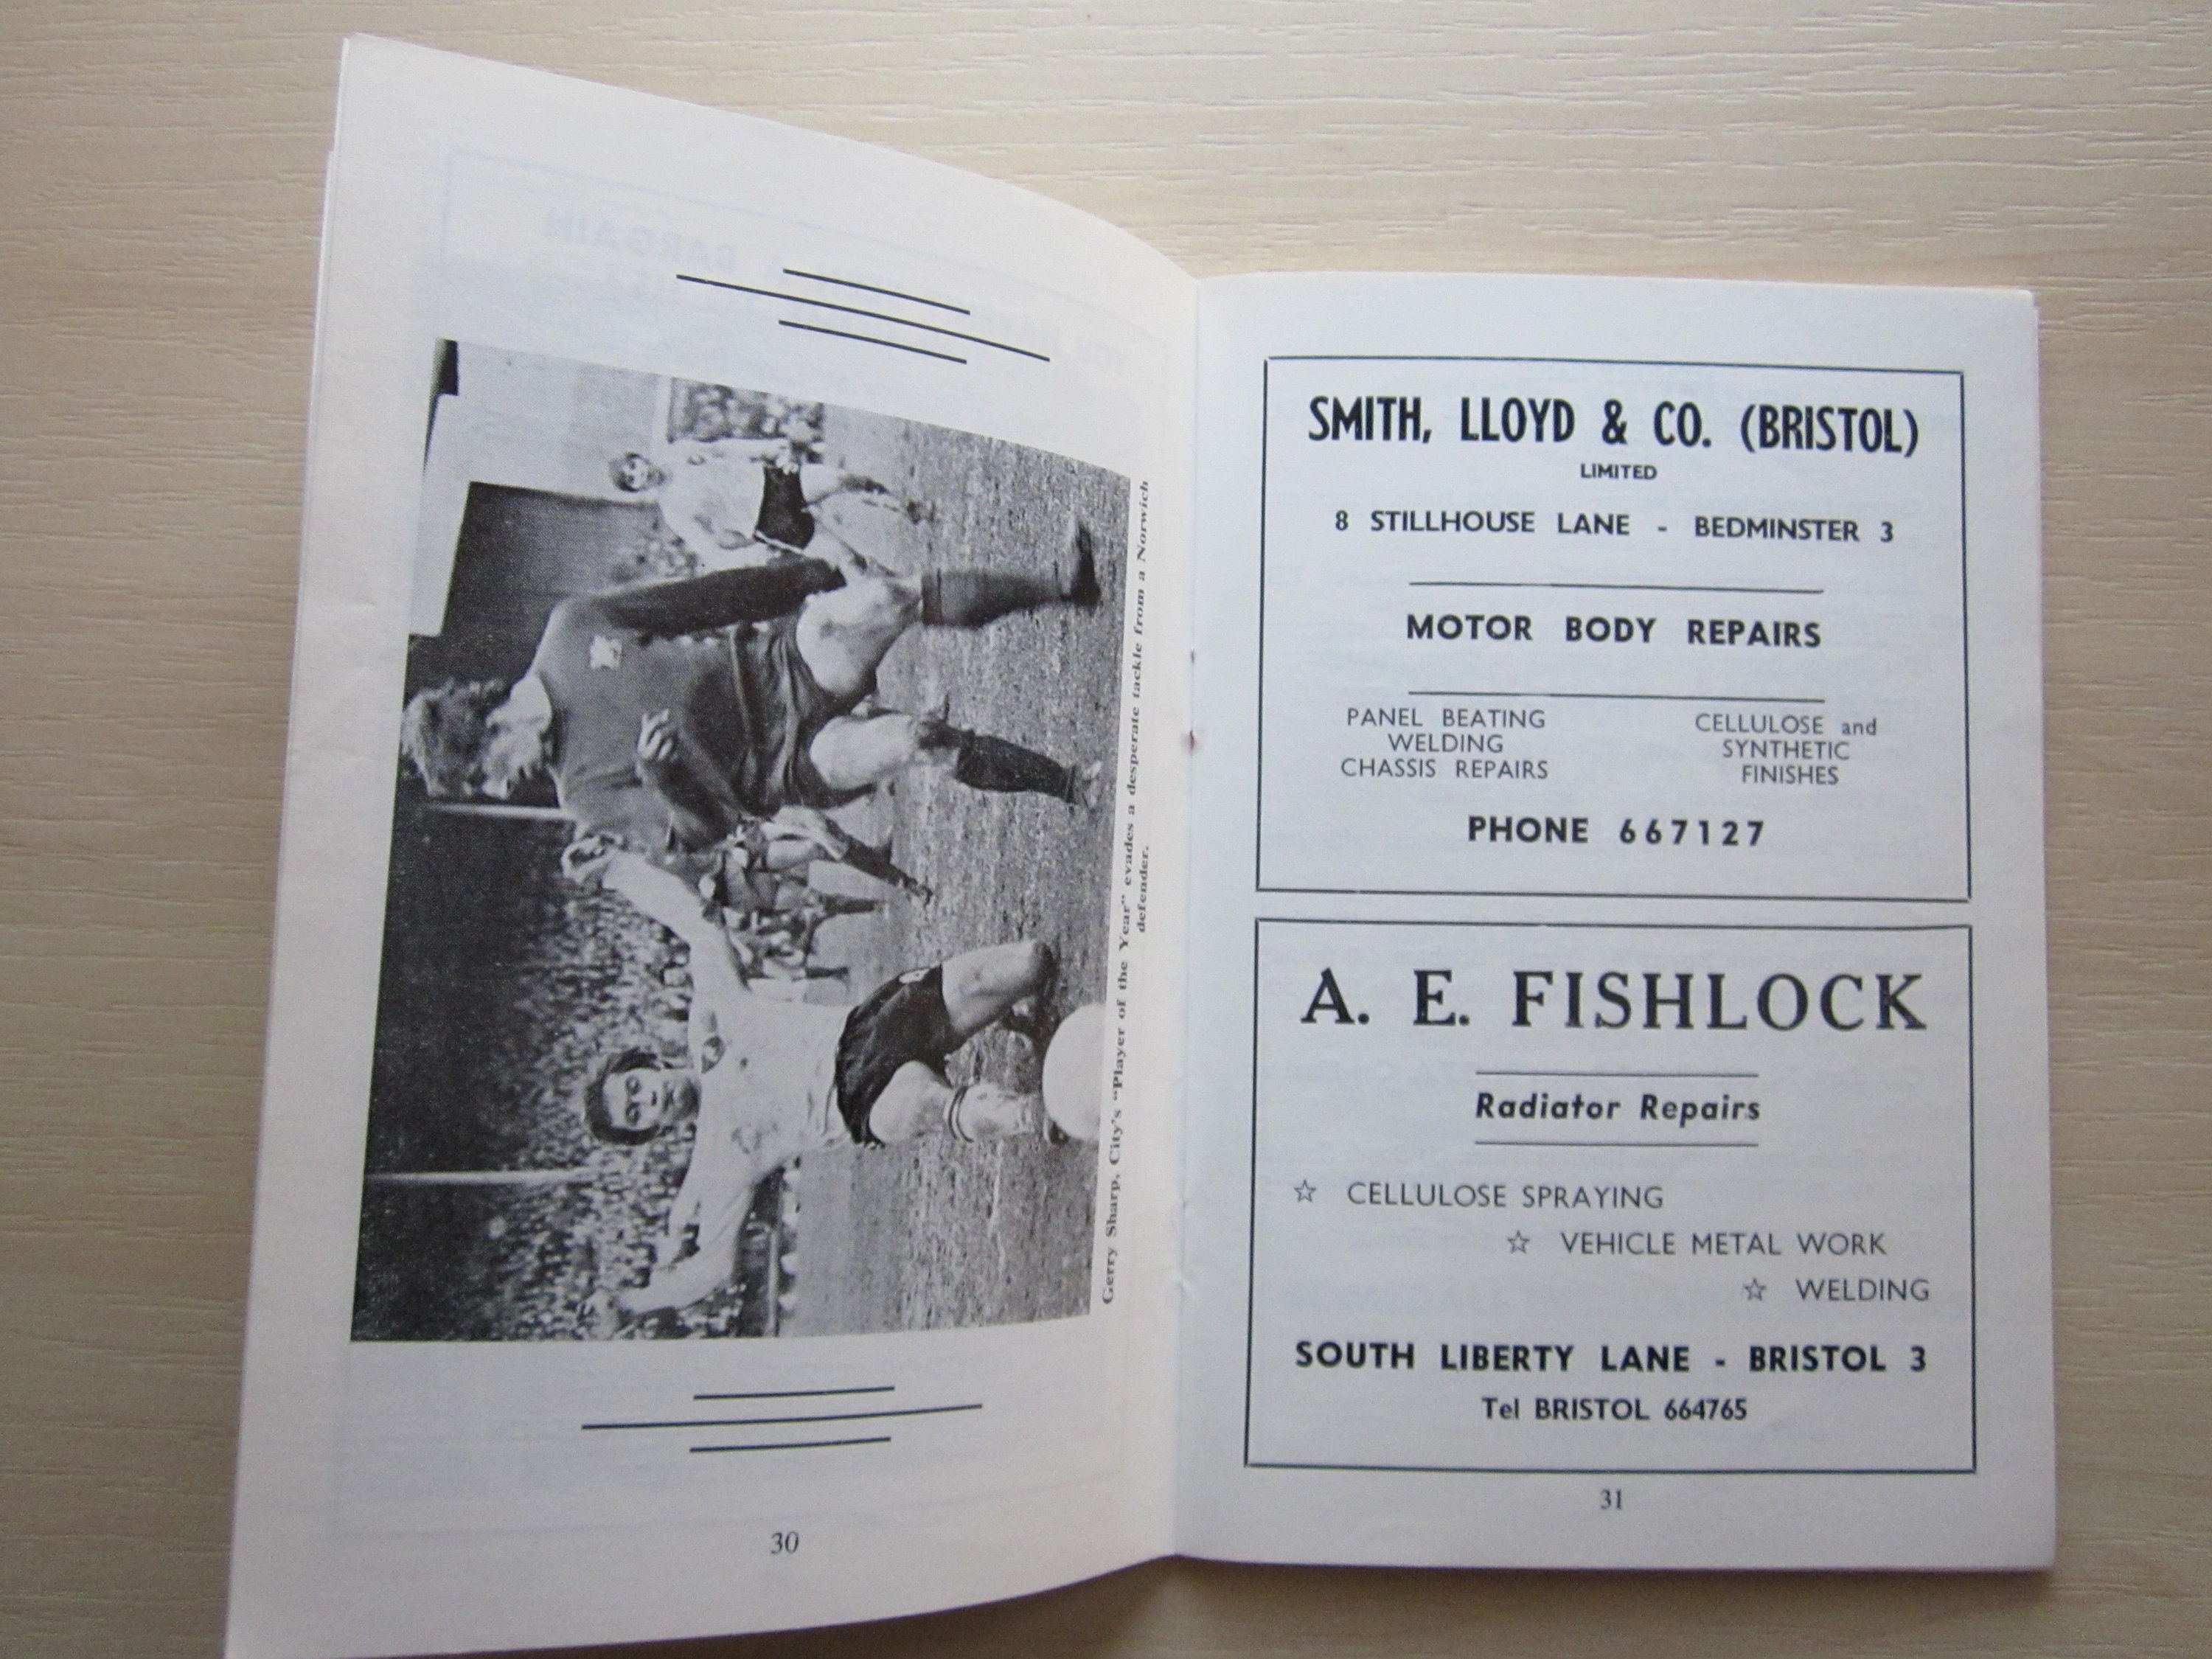 BARGAIN
Gerry Sharp, City's "Player of the Year" evades a desperate tackle from a Norwich
defender.
30
SMITH, LLOYD & CO. (BRISTOL)
LIMITED
8 STILLHOUSE LANE - BEDMINSTER 3
MOTOR BODY REPAIRS
PANEL BEATING
WELDING
CHASSIS REPAIRS
CELLULOSE and
SYNTHETIC
FINISHES
PHONE 667127
A. E. FISHLOCK
Radiator Repairs
☆ CELLULOSE SPRAYING
☆ VEHICLE METAL WORK
☆ WELDING
SOUTH LIBERTY LANE - BRISTOL 3
Tel BRISTOL 664765
31